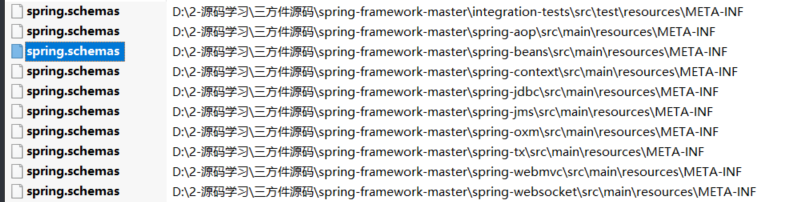 spring.schemas D:\2-源码学习\三方件源码\spring-framework-master\integration-tests\src\test\resources\META-INF
spring.schemas D:\2-源码学习\三方件源码\spring-framework-master\spring-aop\src\main\resources\META-INF
spring.schemas D:\2-源码学习\三方件源码\spring-framework-master\spring-beans\src\main\resources\META-INF
spring.schemas D:\2-源码学习\三方件源码\spring-framework-master\spring-context\src\main\resources\META-INF
spring.schemas D:\2-源码学习\三方件源码\spring-framework-master\spring-jdbc\src\main\resources\META-INF
spring.schemas D:\2-源码学习\三方件源码\spring-framework-master\spring-jms\src\main\resources\META-INF
spring.schemas D:\2-源码学习\三方件源码\spring-framework-master\spring-oxm\src\main\resources\META-INF
spring.schemas D:\2-源码学习\三方件源码\spring-framework-master\spring-tx\src\main\resources\META-INF
spring.schemas D:\2-源码学习\三方件源码\spring-framework-master\spring-webmvc\src\main\resources\META-INF
spring.schemas D:\2-源码学习\三方件源码\spring-framework-master\spring-websocket\src\main\resources\META-INF